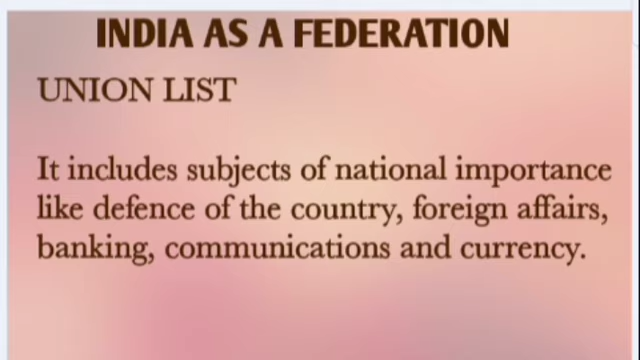 INDIA AS A FEDERATION
UNION LIST
It includes subjects of national importance
like defence of the country, foreign affairs,
banking, communications and currency.